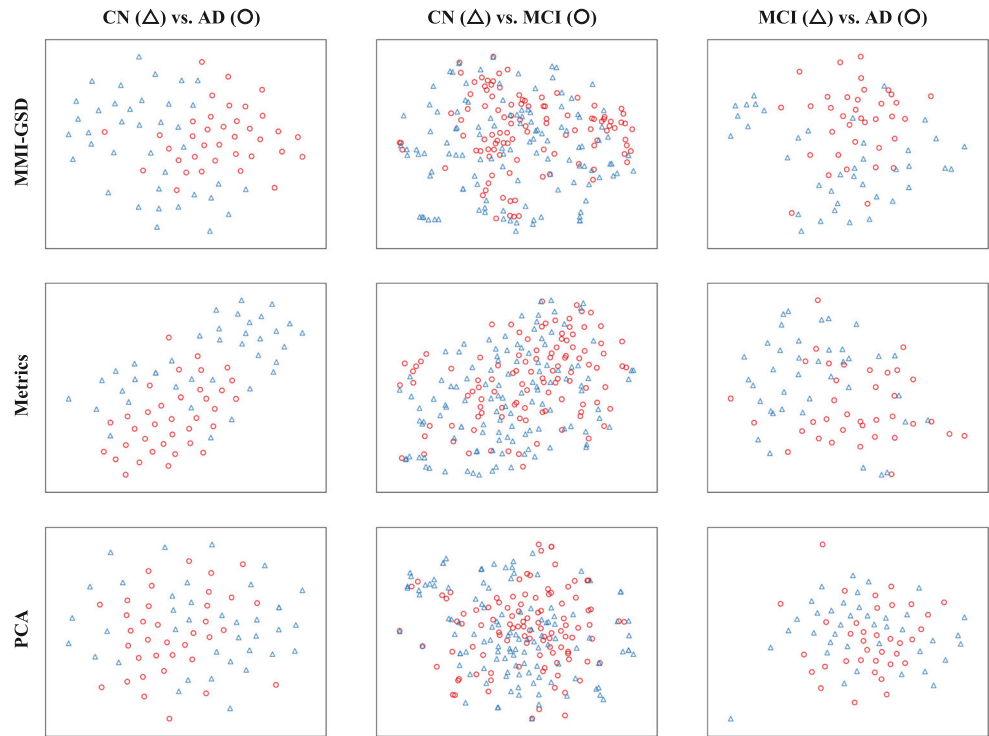 CN (△) vs. AD (○) CN (△) vs. MCI (○) MCI (△) vs. AD (○)
MMI-GSD
Metrics
PCA